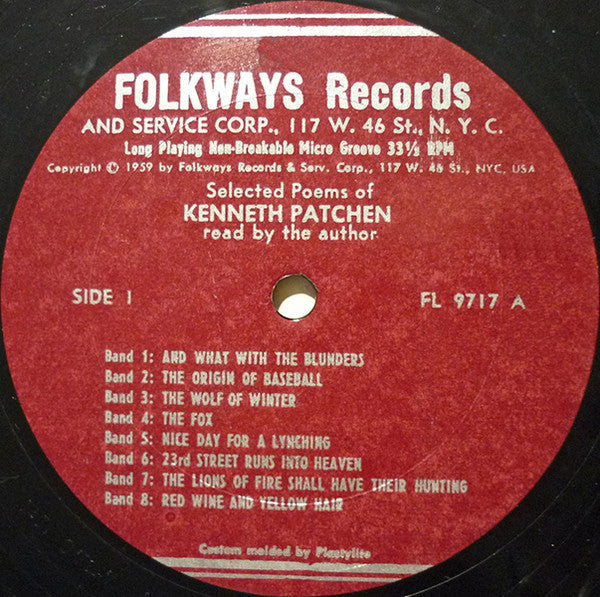 FOLKWAYS Records
AND SERVICE CORP., 117 W. 46 St., N. Y. C.
Long Playing Non-Breakable Micro Groove 33⅓ RPM
Copyright Ⓒ 1959 by Folkways Records & Serv. Corp., 117 W. 46 St., NYC, USA
Selected Poems of
KENNETH PATCHEN
read by the author
SIDE 1 FL 9717 A
Band 1: AND WHAT WITH THE BLUNDERS
Band 2: THE ORIGIN OF BASEBALL
Band 3: THE WOLF OF WINTER
Band 4: THE FOX
Band 5: NICE DAY FOR A LYNCHING
Band 6: 23rd STREET RUNS INTO HEAVEN
Band 7: THE LIONS OF FIRE SHALL HAVE THEIR HUNTING
Band 8: RED WINE AND YELLOW HAIR
Custom molded by Plastylite